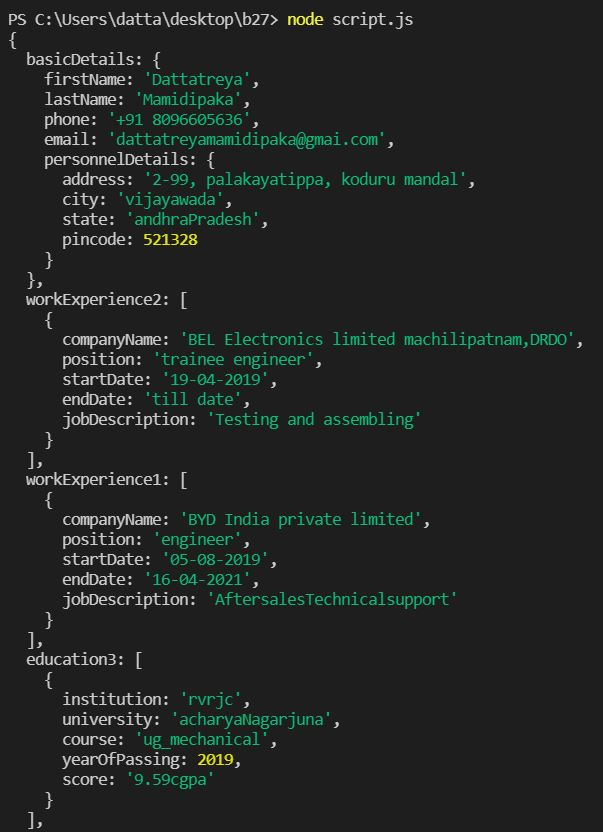 PS C:\Users\datta\desktop\b27> node script.js
{
  basicDetails: {
    firstName: 'Dattatreya',
    lastName: 'Mamidipaka',
    phone: '+91 8096605636',
    email: 'dattatreyamamidipaka@gmai.com',
    personnelDetails: {
      address: '2-99, palakayatippa, koduru mandal',
      city: 'vijayawada',
      state: 'andhraPradesh',
      pincode: 521328
    }
  },
  workExperience2: [
    {
      companyName: 'BEL Electronics limited machilipatnam,DRDO',
      position: 'trainee engineer',
      startDate: '19-04-2019',
      endDate: 'till date',
      jobDescription: 'Testing and assembling'
    }
  ],
  workExperience1: [
    {
      companyName: 'BYD India private limited',
      position: 'engineer',
      startDate: '05-08-2019',
      endDate: '16-04-2021',
      jobDescription: 'AftersalesTechnicalsupport'
    }
  ],
  education3: [
    {
      institution: 'rvrjc',
      university: 'acharyaNagarjuna',
      course: 'ug_mechanical',
      yearOfPassing: 2019,
      score: '9.59cgpa'
    }
  ],